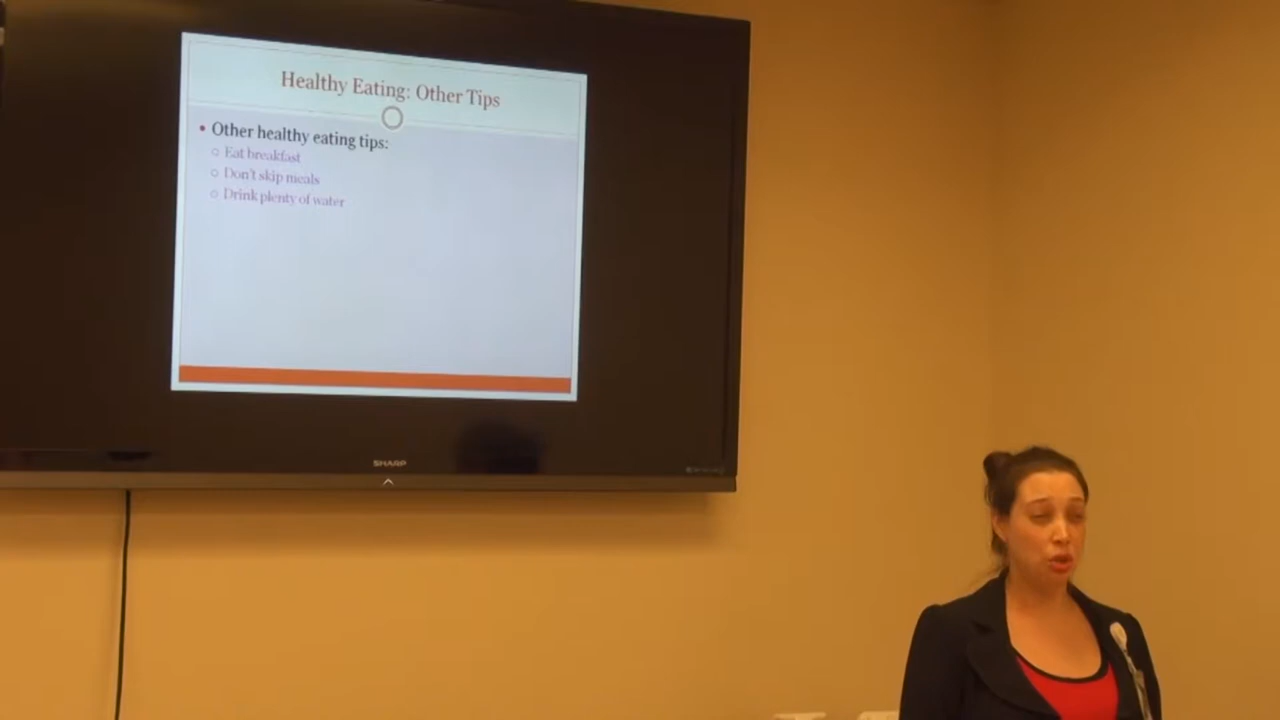 Healthy Eating: Other Tips
Other healthy eating tips:
Eat breakfast
Don't skip meals
Drink plenty of water
SHARP